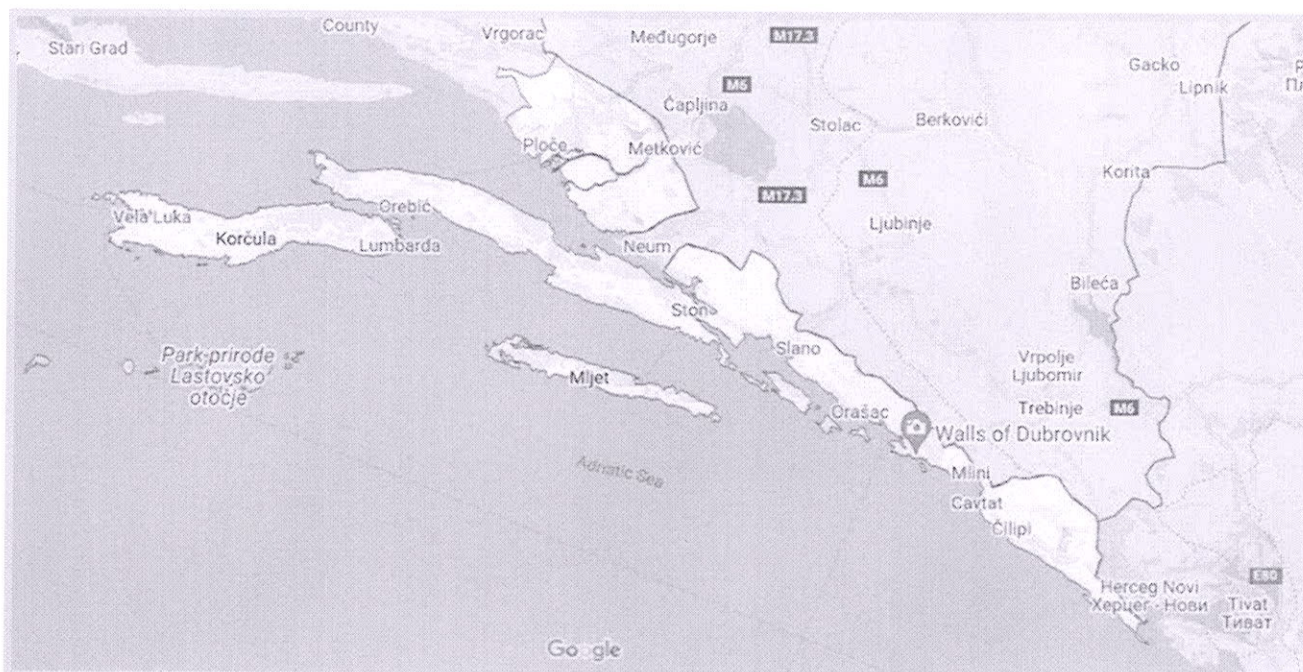 County
Vrgorac
Stari Grad
Međugorje
M17.3
Gacko
Lipnik
M6
Čapljina
Stolac
Berkovići
Ploče
Metković
Korita
M17.3
M6
Vela Luka
Orebić
Korčula
Lumbarda
Neum
Ljubinje
Bileća
Ston
Slano
Park-prirode
Lastovsko
otočje
Mljet
Vrpolje
Ljubomir
Orašac
Trebinje
M6
Walls of Dubrovnik
Adriatic Sea
Mlini
Cavtat
Čilipi
E80
Herceg Novi
Херцег - Нови
Tivat
Тиват
Google